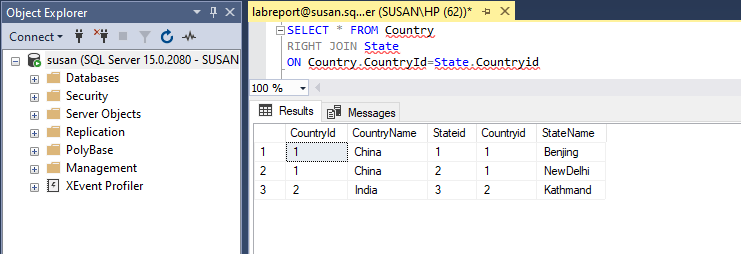 Object Explorer
Connect
susan (SQL Server 15.0.2080 - SUSAN
Databases
Security
Server Objects
Replication
PolyBase
Management
XEvent Profiler
labreport@susan.sq...er (SUSAN\HP (62))*
SELECT * FROM Country
RIGHT JOIN State
ON Country.CountryId=State.Countryid
100 %
Results Messages
CountryId CountryName Stateid Countryid StateName
1 1 China 1 1 Benjing
2 1 China 2 1 NewDelhi
3 2 India 3 2 Kathmand